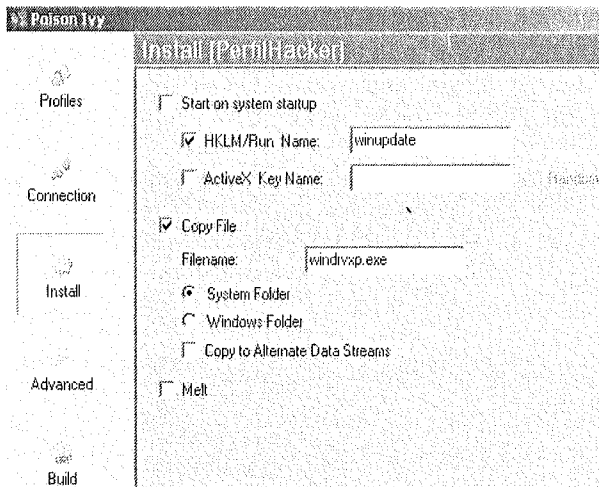 Poison Ivy
Install [PerfilHacker]
Profiles
Connection
Install
Advanced
Build
Start on system startup
HKLM/Run Name:
winupdate
ActiveX Key Name:
Copy File
Filename:
windrvxp.exe
System Folder
Windows Folder
Copy to Alternate Data Streams
Melt